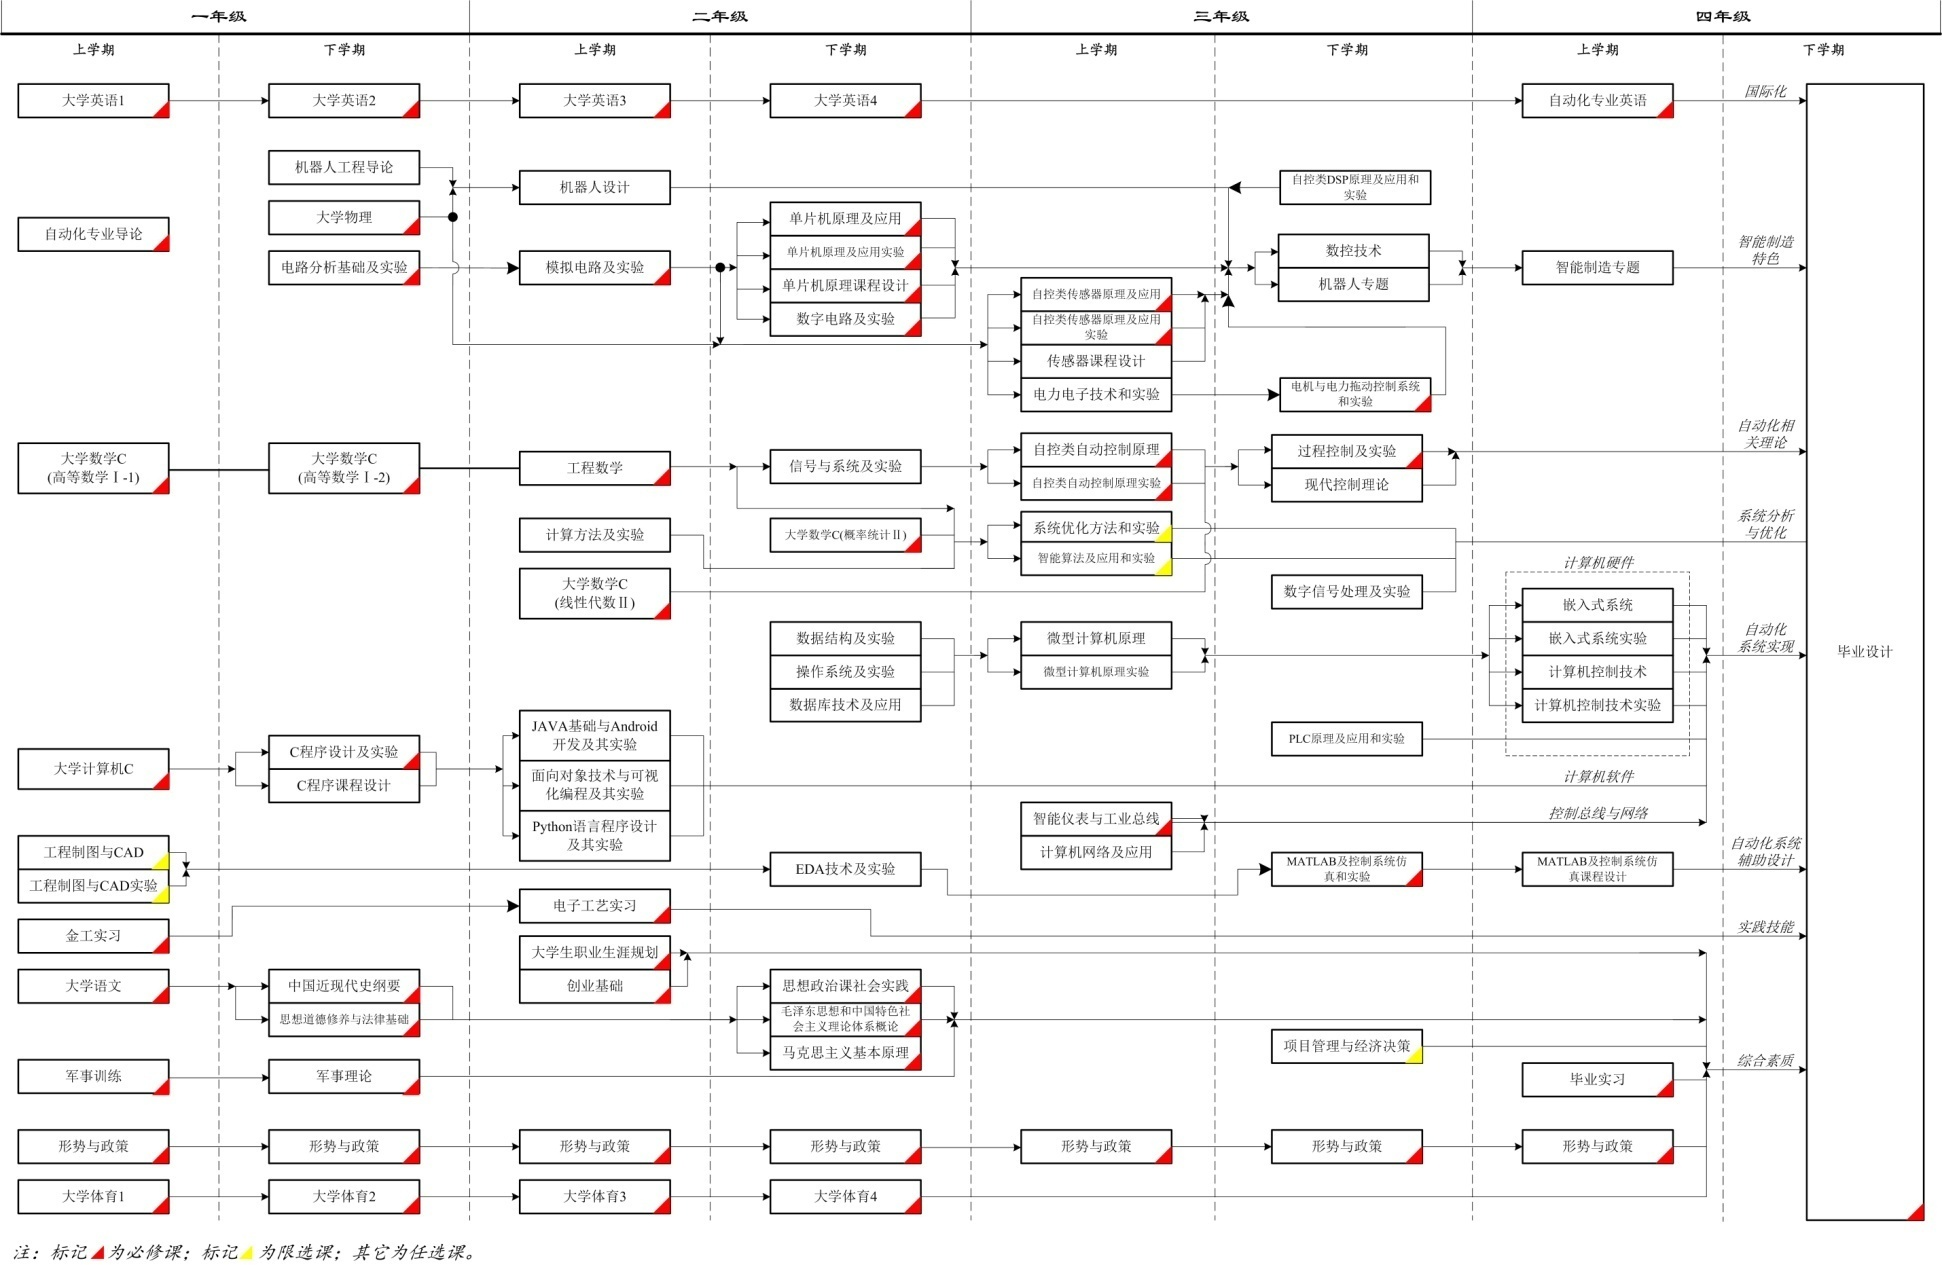 一年级
二年级
三年级
四年级
上学期
下学期
上学期
下学期
上学期
下学期
上学期
下学期
大学英语1
大学英语2
大学英语3
大学英语4
自动化专业英语
国际化
机器人工程导论
大学物理
自动化专业导论
电路分析基础及实验
机器人设计
模拟电路及实验
单片机原理及应用
单片机原理及应用实验
单片机原理课程设计
数字电路及实验
自控类DSP原理及应用和
实验
数控技术
机器人专题
智能制造专题
智能制造
特色
自控类传感器原理及应用
自控类传感器原理及应用
实验
传感器课程设计
电力电子技术和实验
电机与电力拖动控制系统
和实验
大学数学C
(高等数学Ⅰ-1)
大学数学C
(高等数学Ⅰ-2)
工程数学
信号与系统及实验
自控类自动控制原理
自控类自动控制原理实验
过程控制及实验
现代控制理论
自动化相
关理论
计算方法及实验
大学数学C(概率统计Ⅱ)
系统优化方法和实验
智能算法及应用和实验
系统分析
与优化
大学数学C
(线性代数Ⅱ)
数字信号处理及实验
计算机硬件
嵌入式系统
嵌入式系统实验
计算机控制技术
计算机控制技术实验
自动化
系统实现
毕业设计
数据结构及实验
操作系统及实验
数据库技术及应用
微型计算机原理
微型计算机原理实验
PLC原理及应用和实验
大学计算机C
C程序设计及实验
C程序课程设计
JAVA基础与Android
开发及其实验
面向对象技术与可视
化编程及其实验
Python语言程序设计
及其实验
计算机软件
智能仪表与工业总线
计算机网络及应用
控制总线与网络
工程制图与CAD
工程制图与CAD实验
EDA技术及实验
MATLAB及控制系统仿
真和实验
MATLAB及控制系统仿
真课程设计
自动化系统
辅助设计
金工实习
电子工艺实习
实践技能
大学生职业生涯规划
创业基础
大学语文
中国近现代史纲要
思想道德修养与法律基础
思想政治课社会实践
毛泽东思想和中国特色社
会主义理论体系概论
马克思主义基本原理
项目管理与经济决策
毕业实习
综合素质
军事训练
军事理论
形势与政策
形势与政策
形势与政策
形势与政策
形势与政策
形势与政策
形势与政策
大学体育1
大学体育2
大学体育3
大学体育4
注：标记为必修课；标记为限选课；其它为任选课。